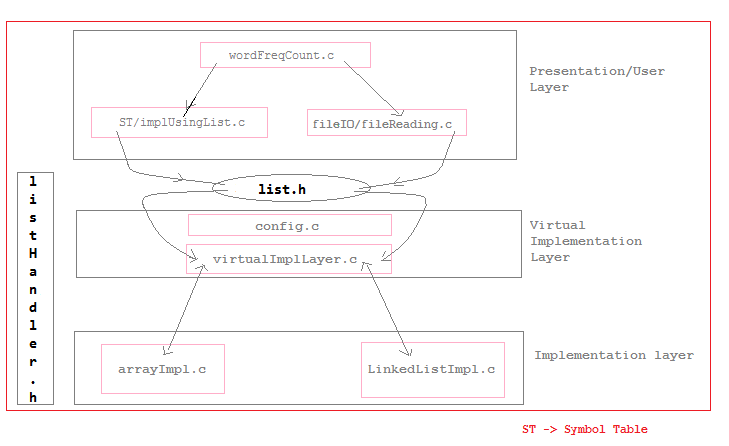 wordFreqCount.c
Presentation/User
Layer
ST/implUsingList.c
fileIO/fileReading.c
list.h
listHandler.h
config.c
Virtual
Implementation
Layer
virtualImplLayer.c
Implementation layer
arrayImpl.c
LinkedListImpl.c
ST -> Symbol Table